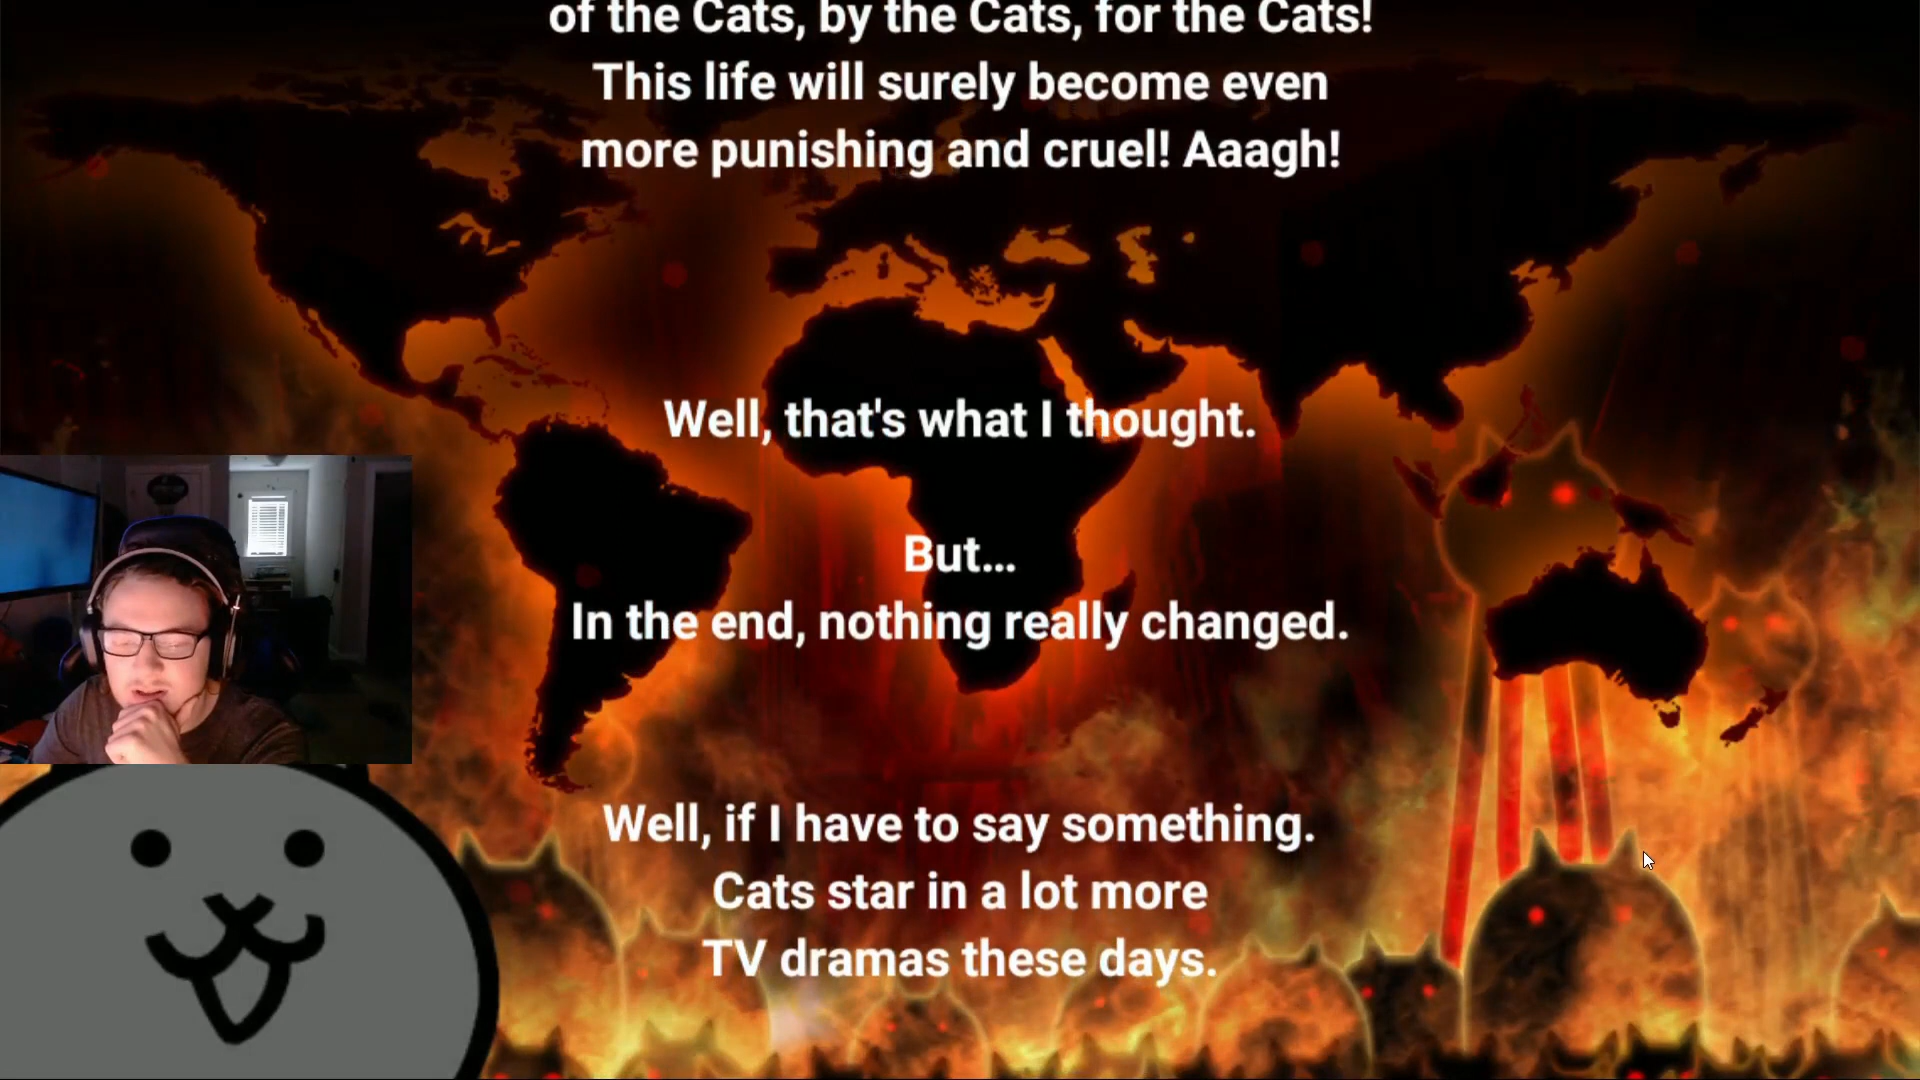 of the Cats, by the Cats, for the Cats!
This life will surely become even
more punishing and cruel! Aaagh!
Well, that's what I thought.
But...
In the end, nothing really changed.
Well, if I have to say something.
Cats star in a lot more
TV dramas these days.